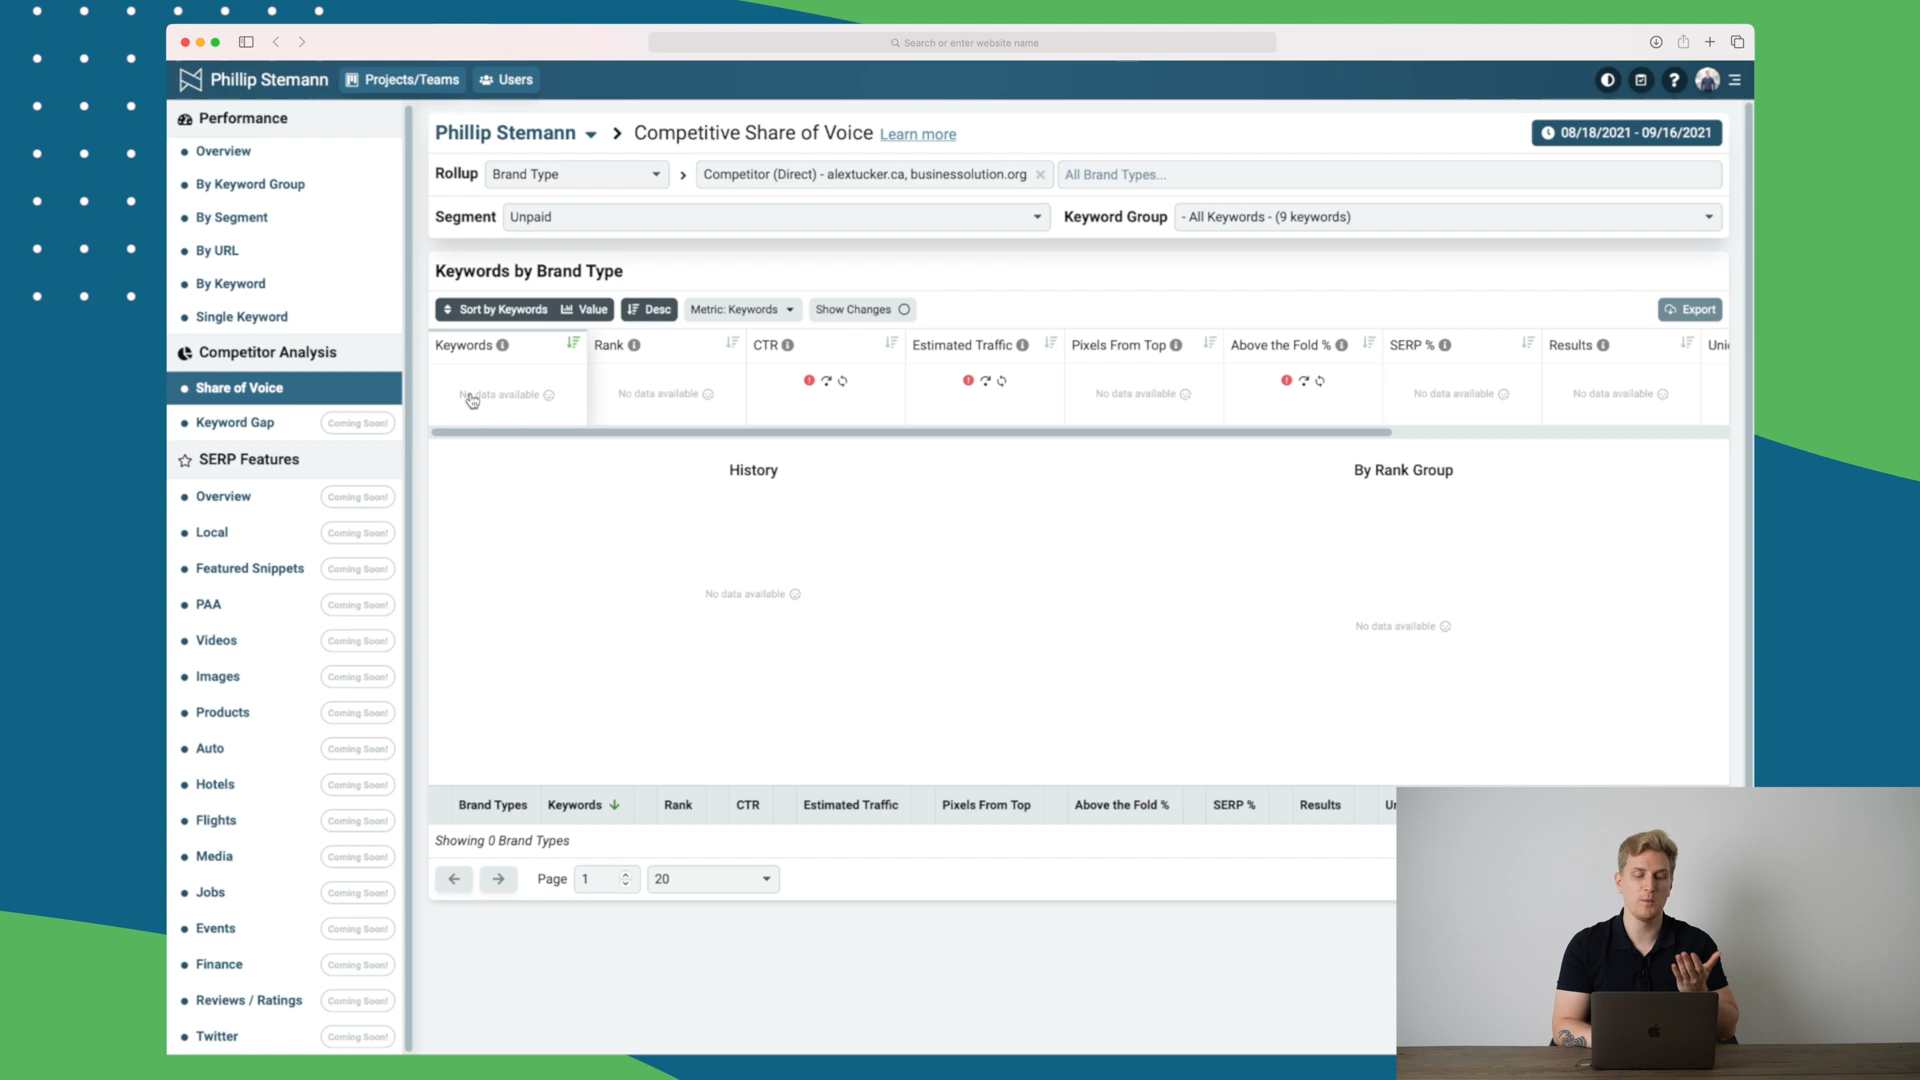 Search or enter website name
Phillip Stemann
Projects/Teams
Users
Performance
Overview
By Keyword Group
By Segment
By URL
By Keyword
Single Keyword
Competitor Analysis
Share of Voice
Keyword Gap
Coming Soon!
SERP Features
Overview
Coming Soon!
Local
Coming Soon!
Featured Snippets
Coming Soon!
PAA
Coming Soon!
Videos
Coming Soon!
Images
Coming Soon!
Products
Coming Soon!
Auto
Coming Soon!
Hotels
Coming Soon!
Flights
Coming Soon!
Media
Coming Soon!
Jobs
Coming Soon!
Events
Coming Soon!
Finance
Coming Soon!
Reviews / Ratings
Coming Soon!
Twitter
Coming Soon!
Phillip Stemann > Competitive Share of Voice Learn more
08/18/2021 - 09/16/2021
Rollup Brand Type > Competitor (Direct) - alextucker.ca, businessolution.org × All Brand Types...
Segment Unpaid
Keyword Group - All Keywords - (9 keywords)
Keywords by Brand Type
Sort by Keywords Value Desc Metric: Keywords Show Changes Export
Keywords Rank CTR Estimated Traffic Pixels From Top Above the Fold % SERP % Results
No data available
No data available
No data available
No data available
No data available
History
By Rank Group
No data available
No data available
Brand Types Keywords Rank CTR Estimated Traffic Pixels From Top Above the Fold % SERP % Results
Showing 0 Brand Types
Page 1 20